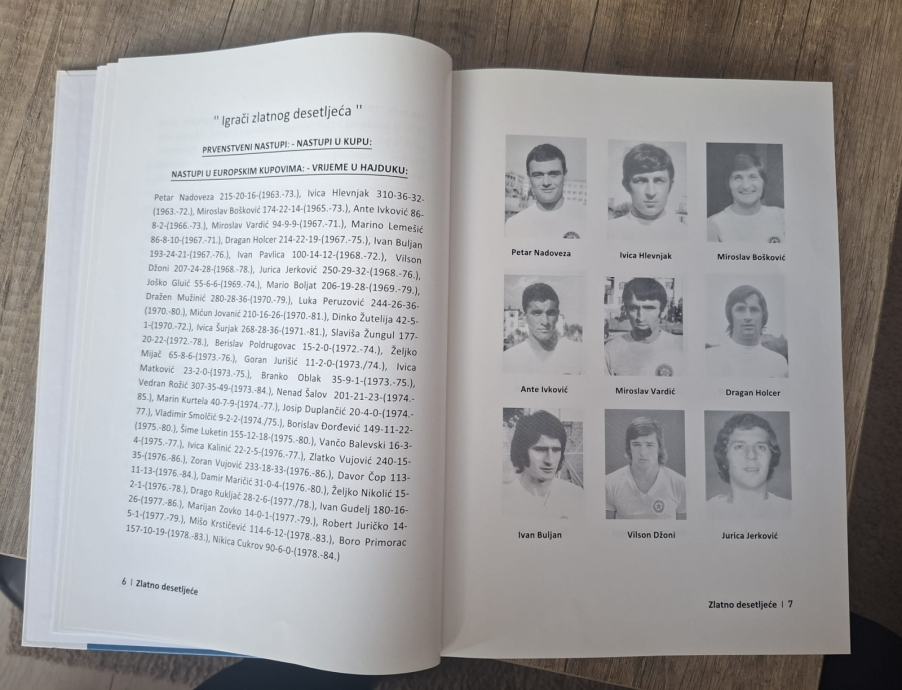 " Igrači zlatnog desetljeća "
PRVENSTVENI NASTUPI: - NASTUPI U KUPU:
NASTUPI U EUROPSKIM KUPOVIMA: - VRIJEME U HAJDUKU:
Petar Nadoveza 215-20-16-(1963.-73.), Ivica Hlevnjak 310-36-32-
(1963.-72.), Miroslav Bošković 174-22-14-(1965.-73.), Ante Ivković 86-
8-2-(1966.-73.), Miroslav Vardić 94-9-9-(1967.-71.), Marino Lemešić
86-8-10-(1967.-71.), Dragan Holcer 214-22-19-(1967.-75.), Ivan Buljan
193-24-21-(1967.-76.), Ivan Pavlica 100-14-12-(1968.-72.), Vilson
Džoni 207-24-28-(1968.-78.), Jurica Jerković 250-29-32-(1968.-76.),
Joško Gluić 55-6-6-(1969.-74.), Mario Boljat 206-19-28-(1969.-79.),
Dražen Mužinić 280-28-36-(1970.-79.), Luka Peruzović 244-26-36-
(1970.-80.), Mićun Jovanić 210-16-26-(1970.-81.), Dinko Žutelija 42-5-
1-(1970.-72.), Ivica Šurjak 268-28-36-(1971.-81.), Slaviša Žungul 177-
20-22-(1972.-78.), Berislav Poldrugovac 15-2-0-(1972.-74.), Željko
Mijač 65-8-6-(1973.-76.), Goran Jurišić 11-2-0-(1973./74.), Ivica
Matković 23-2-0-(1973.-75.), Branko Oblak 35-9-1-(1973.-75.),
Vedran Rožić 307-35-49-(1973.-84.), Nenad Šalov 201-21-23-(1974.-
85.), Marin Kurtela 40-7-9-(1974.-77.), Josip Duplančić 20-4-0-(1974.-
77.), Vladimir Smolčić 9-2-2-(1974./75.), Borislav Đorđević 149-11-22-
(1975.-80.), Šime Luketin 155-12-18-(1975.-80.), Vančo Balevski 16-3-
4-(1975.-77.), Ivica Kalinić 22-2-5-(1976.-77.), Zlatko Vujović 240-15-
35-(1976.-86.), Zoran Vujović 233-18-33-(1976.-86.), Davor Čop 113-
11-13-(1976.-84.), Damir Maričić 31-0-4-(1976.-80.), Željko Nikolić 15-
2-1-(1976.-78.), Drago Rukljač 28-2-6-(1977./78.), Ivan Gudelj 180-16-
26-(1977.-86.), Marijan Zovko 14-0-1-(1977.-79.), Robert Juričko 14-
5-1-(1977.-79.), Mišo Krstičević 114-6-12-(1978.-83.), Boro Primorac
157-10-19-(1978.-83.), Nikica Cukrov 90-6-0-(1978.-84.)
6 I Zlatno desetljeće
Petar Nadoveza
Ivica Hlevnjak
Miroslav Bošković
Ante Ivković
Miroslav Vardić
Dragan Holcer
Ivan Buljan
Vilson Džoni
Jurica Jerković
Zlatno desetljeće I 7